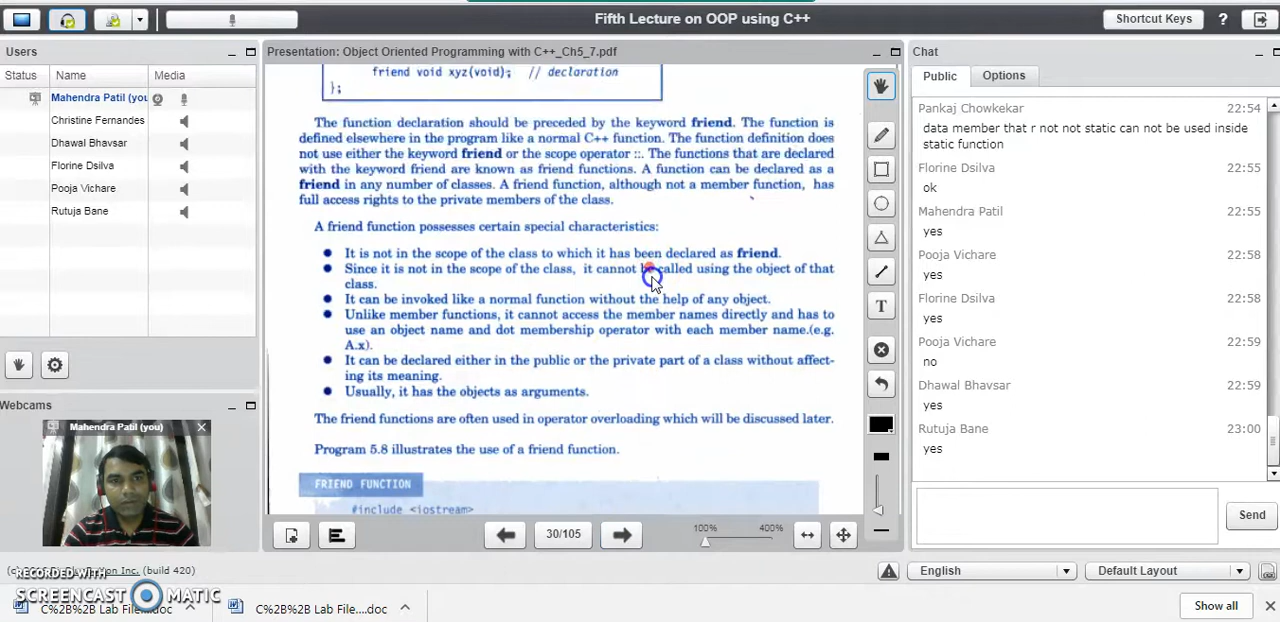 Fifth Lecture on OOP using C++
Shortcut Keys
?
Users
Status Name Media
Mahendra Patil (you
Christine Fernandes
Dhawal Bhavsar
Florine Dsilva
Pooja Vichare
Rutuja Bane
Webcams
Mahendra Patil (you)
Presentation: Object Oriented Programming with C++_Ch5_7.pdf
friend void xyz(void); // declaration
};
The function declaration should be preceded by the keyword friend. The function is
defined elsewhere in the program like a normal C++ function. The function definition does
not use either the keyword friend or the scope operator ::. The functions that are declared
with the keyword friend are known as friend functions. A function can be declared as a
friend in any number of classes. A friend function, although not a member function, has
full access rights to the private members of the class.
A friend function possesses certain special characteristics:
● It is not in the scope of the class to which it has been declared as friend.
● Since it is not in the scope of the class, it cannot be called using the object of that
class.
● It can be invoked like a normal function without the help of any object.
● Unlike member functions, it cannot access the member names directly and has to
use an object name and dot membership operator with each member name.(e.g.
A.x).
● It can be declared either in the public or the private part of a class without affect-
ing its meaning.
● Usually, it has the objects as arguments.
The friend functions are often used in operator overloading which will be discussed later.
Program 5.8 illustrates the use of a friend function.
FRIEND FUNCTION
#include <iostream>
30/105
100% 400%
T
Chat
Public Options
Pankaj Chowkekar 22:54
data member that r not not static can not be used inside
static function
Florine Dsilva 22:55
ok
Mahendra Patil 22:55
yes
Pooja Vichare 22:58
yes
Florine Dsilva 22:58
yes
Pooja Vichare 22:59
no
Dhawal Bhavsar 22:59
yes
Rutuja Bane 23:00
yes
Send
Inc. (build 420)
English
Default Layout
RECORDED WITH
SCREENCAST MATIC
C%2B%2B Lab File....doc
C%2B%2B Lab File....doc
Show all